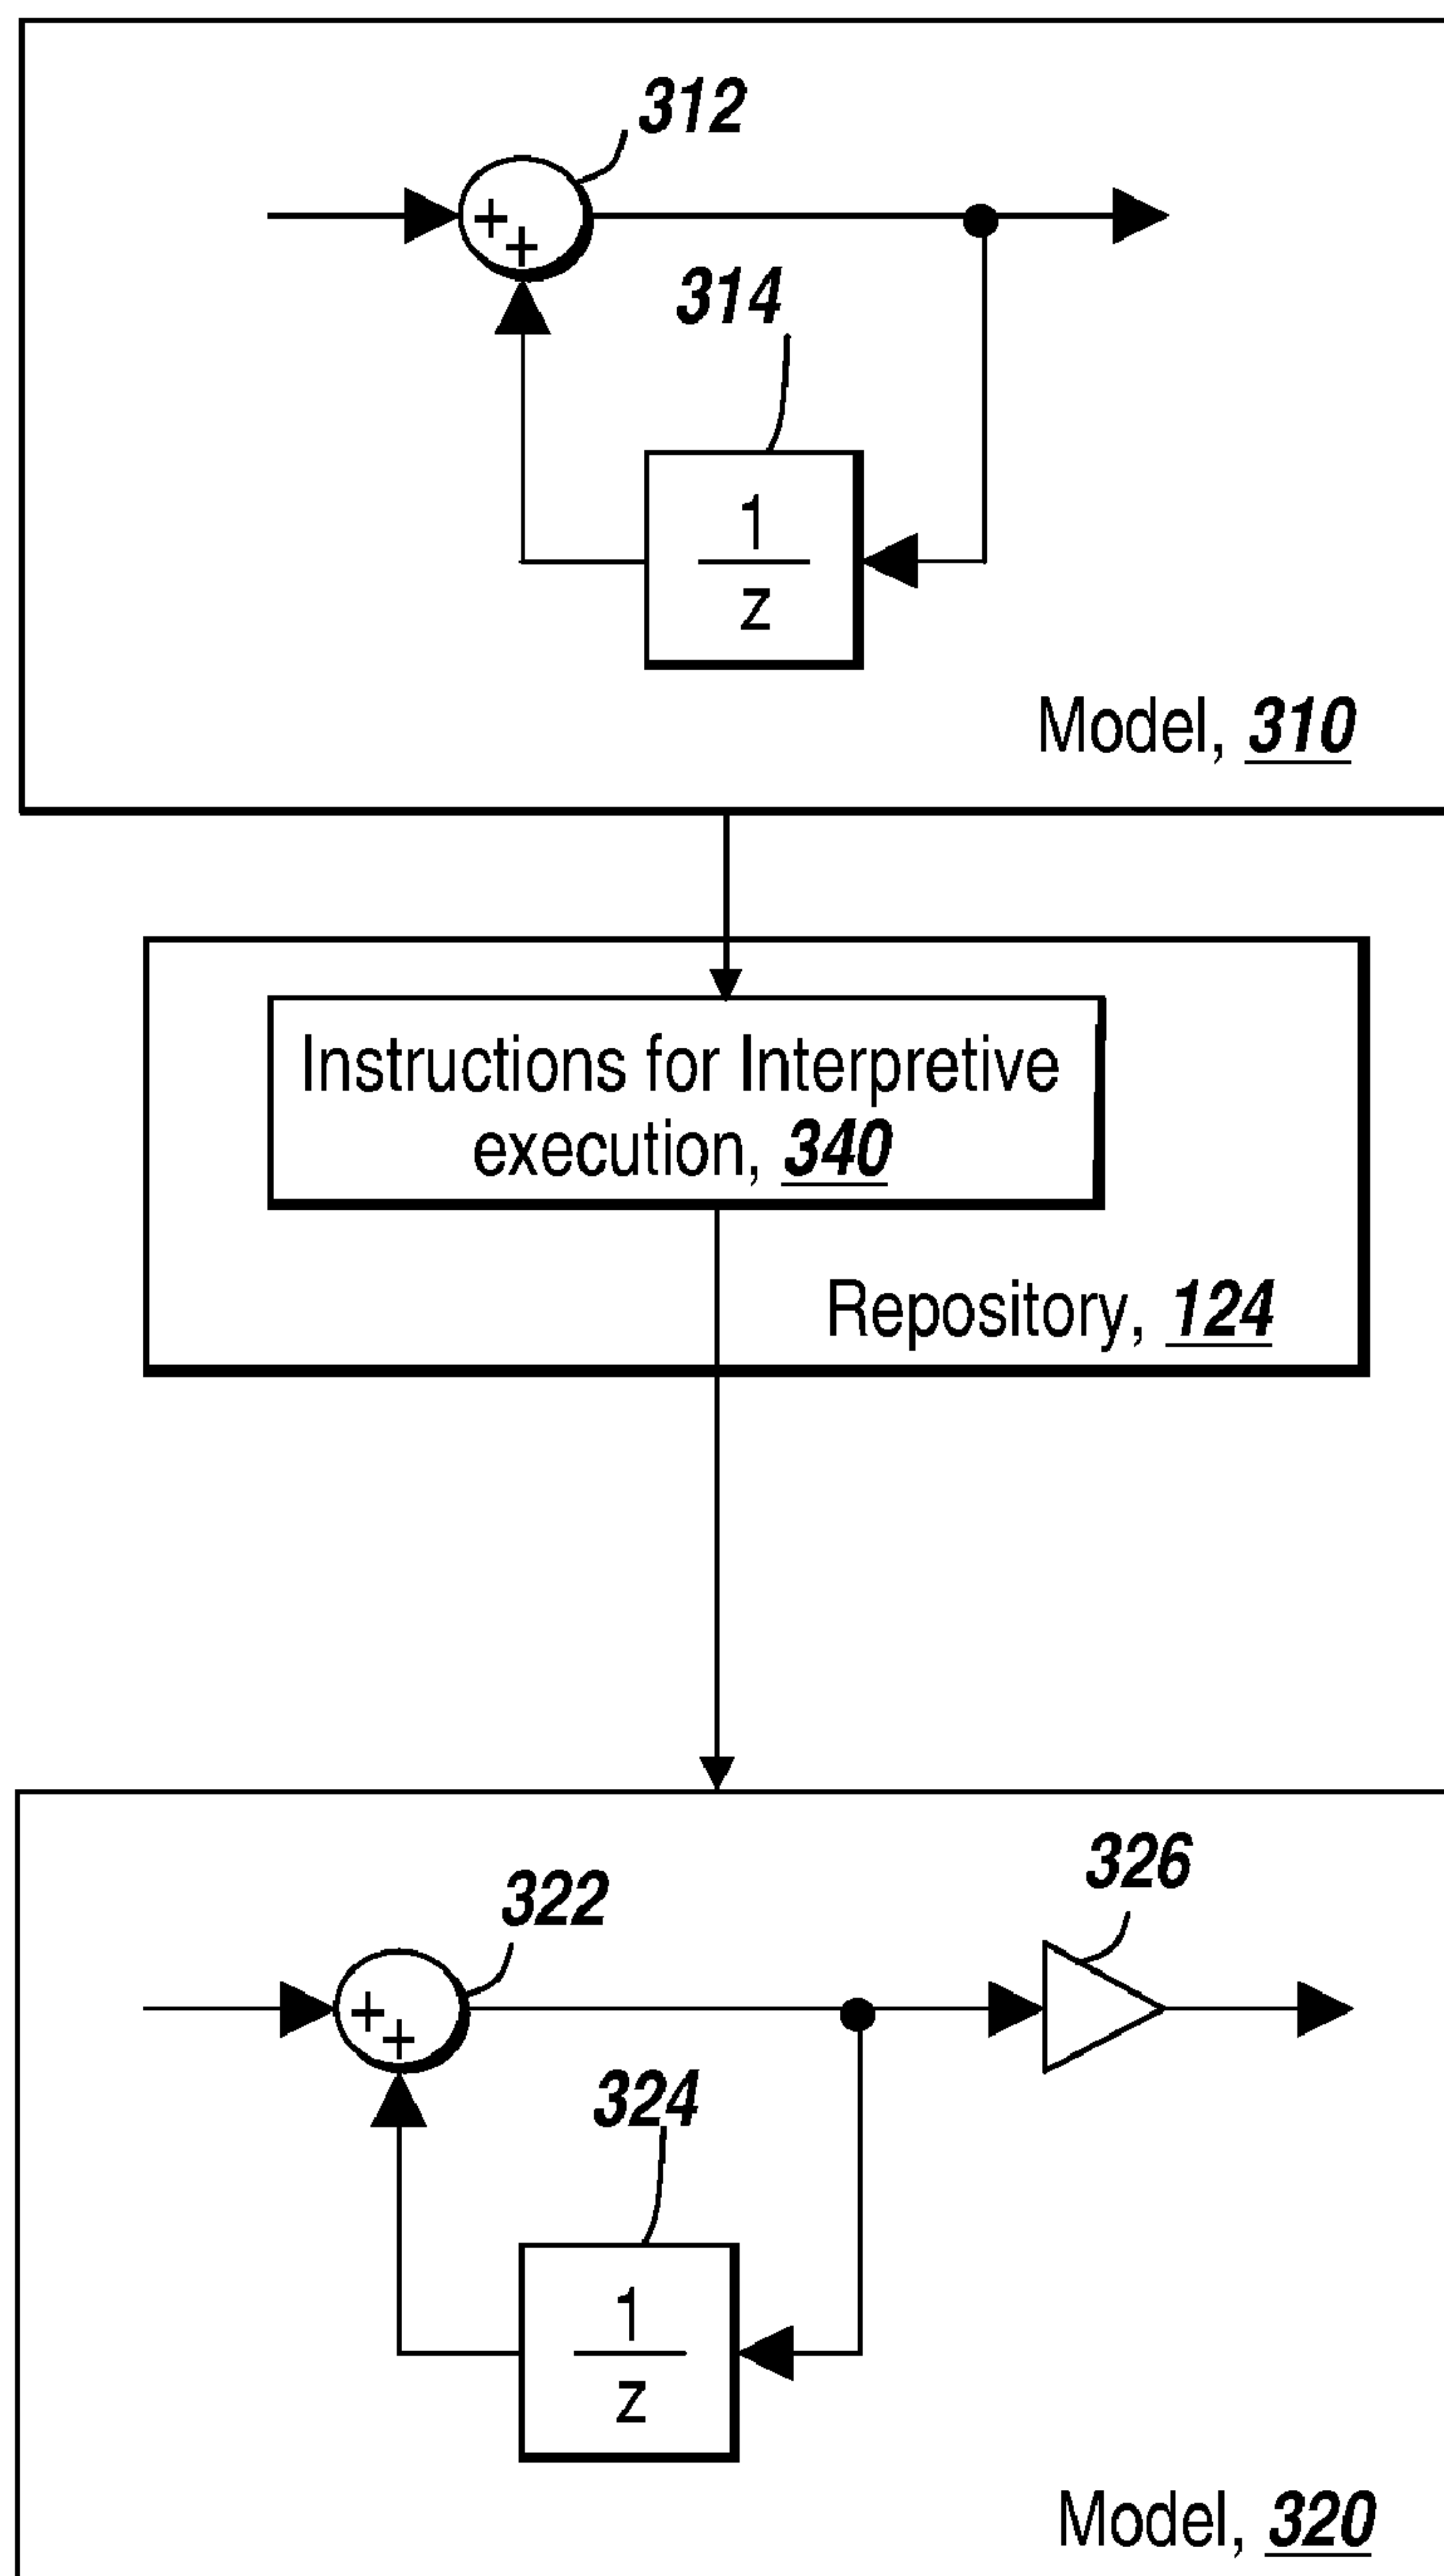 312
+
+
314
1
z
Model, 310
Instructions for Interpretive
execution, 340
Repository, 124
326
322
+
+
324
1
z
Model, 320